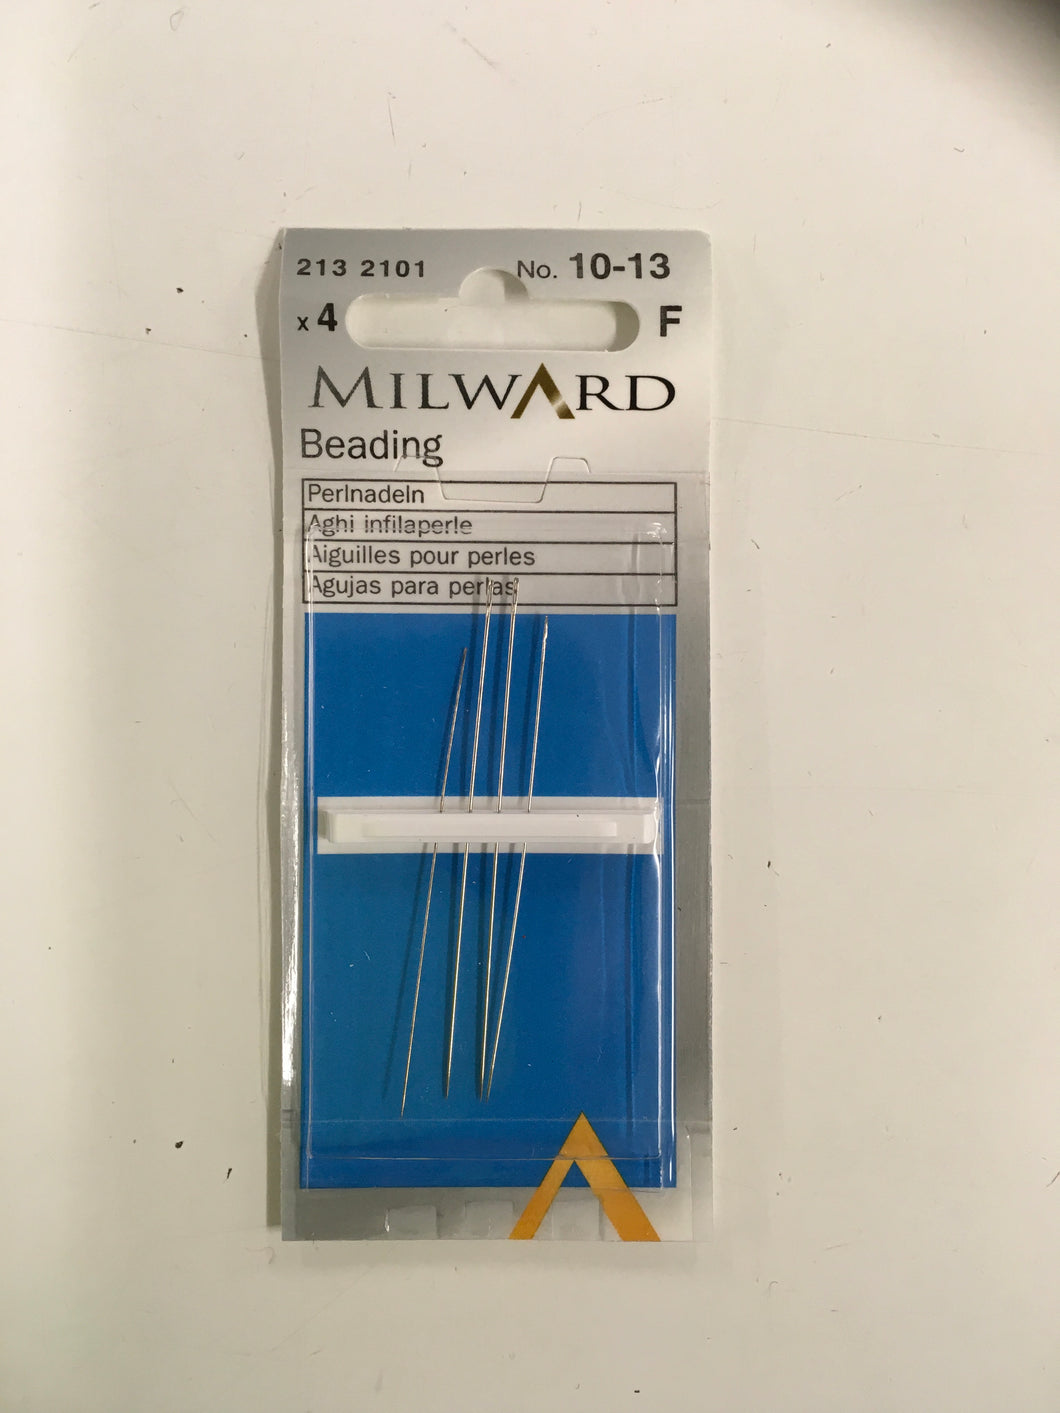 213 2101 No. 10-13
x 4 F
MILWARD
Beading
Perlnadeln
Aghi infilaperle
Aiguilles pour perles
Agujas para perlas